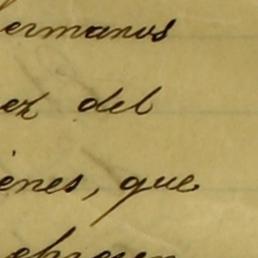 ermanos
ez del
enes, que